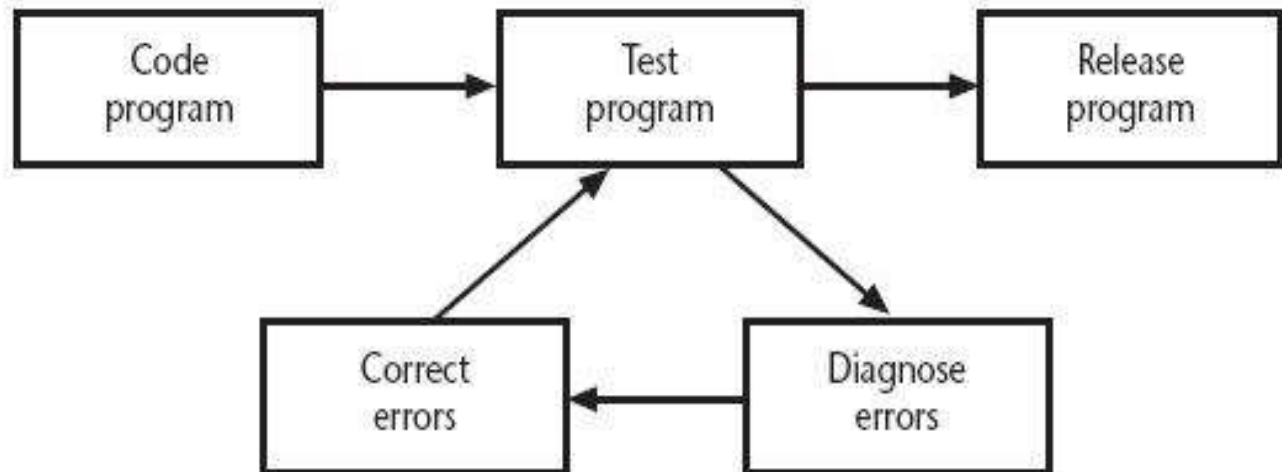 Code
program
Test
program
Release
program
Correct
errors
Diagnose
errors